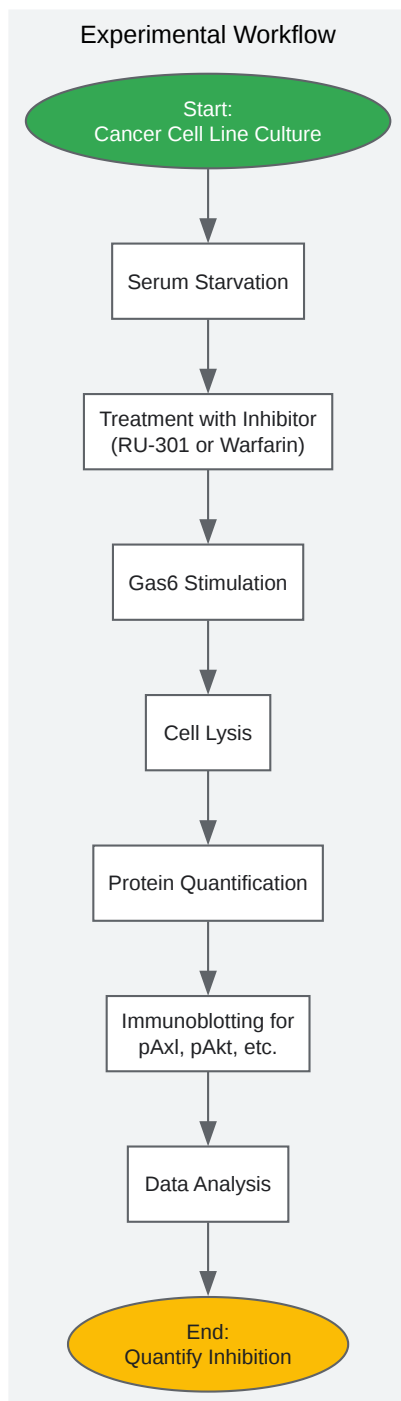 Experimental Workflow
Start:
Cancer Cell Line Culture
Serum Starvation
Treatment with Inhibitor
(RU-301 or Warfarin)
Gas6 Stimulation
Cell Lysis
Protein Quantification
Immunoblotting for
pAxl, pAkt, etc.
Data Analysis
End:
Quantify Inhibition